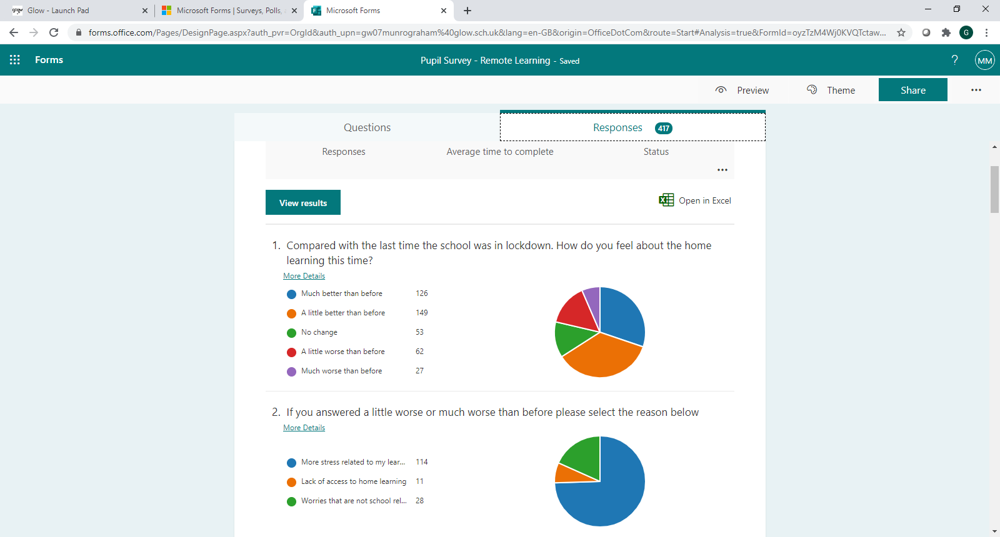 glow Glow - Launch Pad
Microsoft Forms | Surveys, Polls,
Microsoft Forms
forms.office.com/Pages/DesignPage.aspx?auth_pvr=OrgId&auth_upn=gw07munrograham%40glow.sch.uk&lang=en-GB&origin=OfficeDotCom&route=Start#Analysis=true&FormId=oyzTzM4Wj0KVQTctaw...
G
Forms
Pupil Survey - Remote Learning - Saved
?
MM
Preview
Theme
Share
Questions
Responses 417
Responses Average time to complete Status
View results
Open in Excel
1. Compared with the last time the school was in lockdown. How do you feel about the home
learning this time?
More Details
Much better than before 126
A little better than before 149
No change 53
A little worse than before 62
Much worse than before 27
2. If you answered a little worse or much worse than before please select the reason below
More Details
More stress related to my lear... 114
Lack of access to home learning 11
Worries that are not school rel... 28